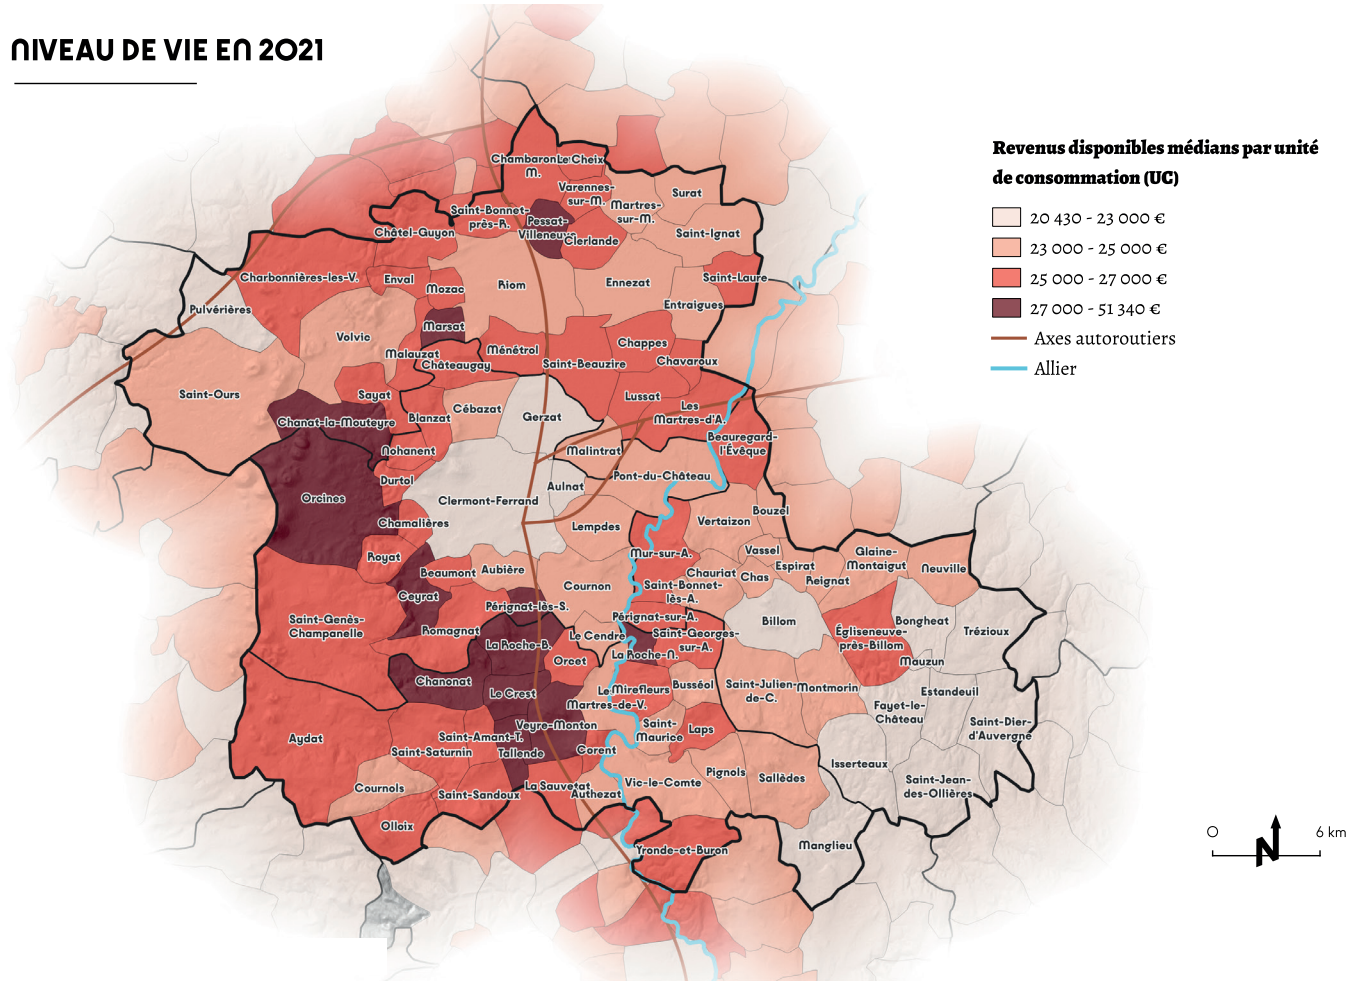 NIVEAU DE VIE EN 2021
Revenus disponibles médians par unité
de consommation (UC)
20 430 - 23 000 €
23 000 - 25 000 €
25 000 - 27 000 €
27 000 - 51 340 €
Axes autoroutiers
Allier
Chambaron
M.
Le Cheix
Varennes-
sur-M.
Surat
Martres-
sur-M.
Saint-Bonnet-
près-R.
Pessat-
Villeneuve
Clerlande
Saint-Ignat
Châtel-Guyon
Charbonnières-les-V.
Enval
Mozac
Riom
Ennezat
Saint-Laure
Entraigues
Pulvérières
Volvic
Marsat
Malauzat
Châteaugay
Ménétrol
Saint-Beauzire
Chappes
Chavaroux
Saint-Ours
Sayat
Lussat
Les
Martres-d'A.
Chanat-la-Mouteyre
Blanzat
Cébazat
Gerzat
Nohanent
Malintrat
Beauregard-
l'Évêque
Durtol
Pont-du-Château
Orcines
Clermont-Ferrand
Aulnat
Chamalières
Lempdes
Vertaizon
Bouzel
Royat
Mur-sur-A.
Vassel
Espirat
Glaine-
Montaigut
Beaumont
Aubière
Chauriat
Chas
Reignat
Neuville
Ceyrat
Cournon
Saint-Bonnet-
lès-A.
Pérignat-lès-S.
Pérignat-sur-A.
Billom
Saint-Genès-
Champanelle
Romagnat
Le Cendre
Saint-Georges-
sur-A.
Égliseneuve-
près-Billom
Bongheat
Trézioux
La Roche-B.
Orcet
La Roche-N.
Mauzun
Chanonat
Le Crest
Le
Martres-de-V.
Mirefleurs
Busséol
Saint-Julien-
de-C.
Montmorin
Estandeuil
Fayet-le-
Château
Saint-Dier-
d'Auvergne
Aydat
Saint-Amant-T.
Veyre-Monton
Saint-
Maurice
Laps
Saint-Saturnin
Tallende
Corent
Isserteaux
Cournols
Saint-Sandoux
La Sauvetat
Authezat
Vic-le-Comte
Pignols
Sallèdes
Saint-Jean-
des-Ollières
Olloix
Yronde-et-Buron
Manglieu
0
6 km
N